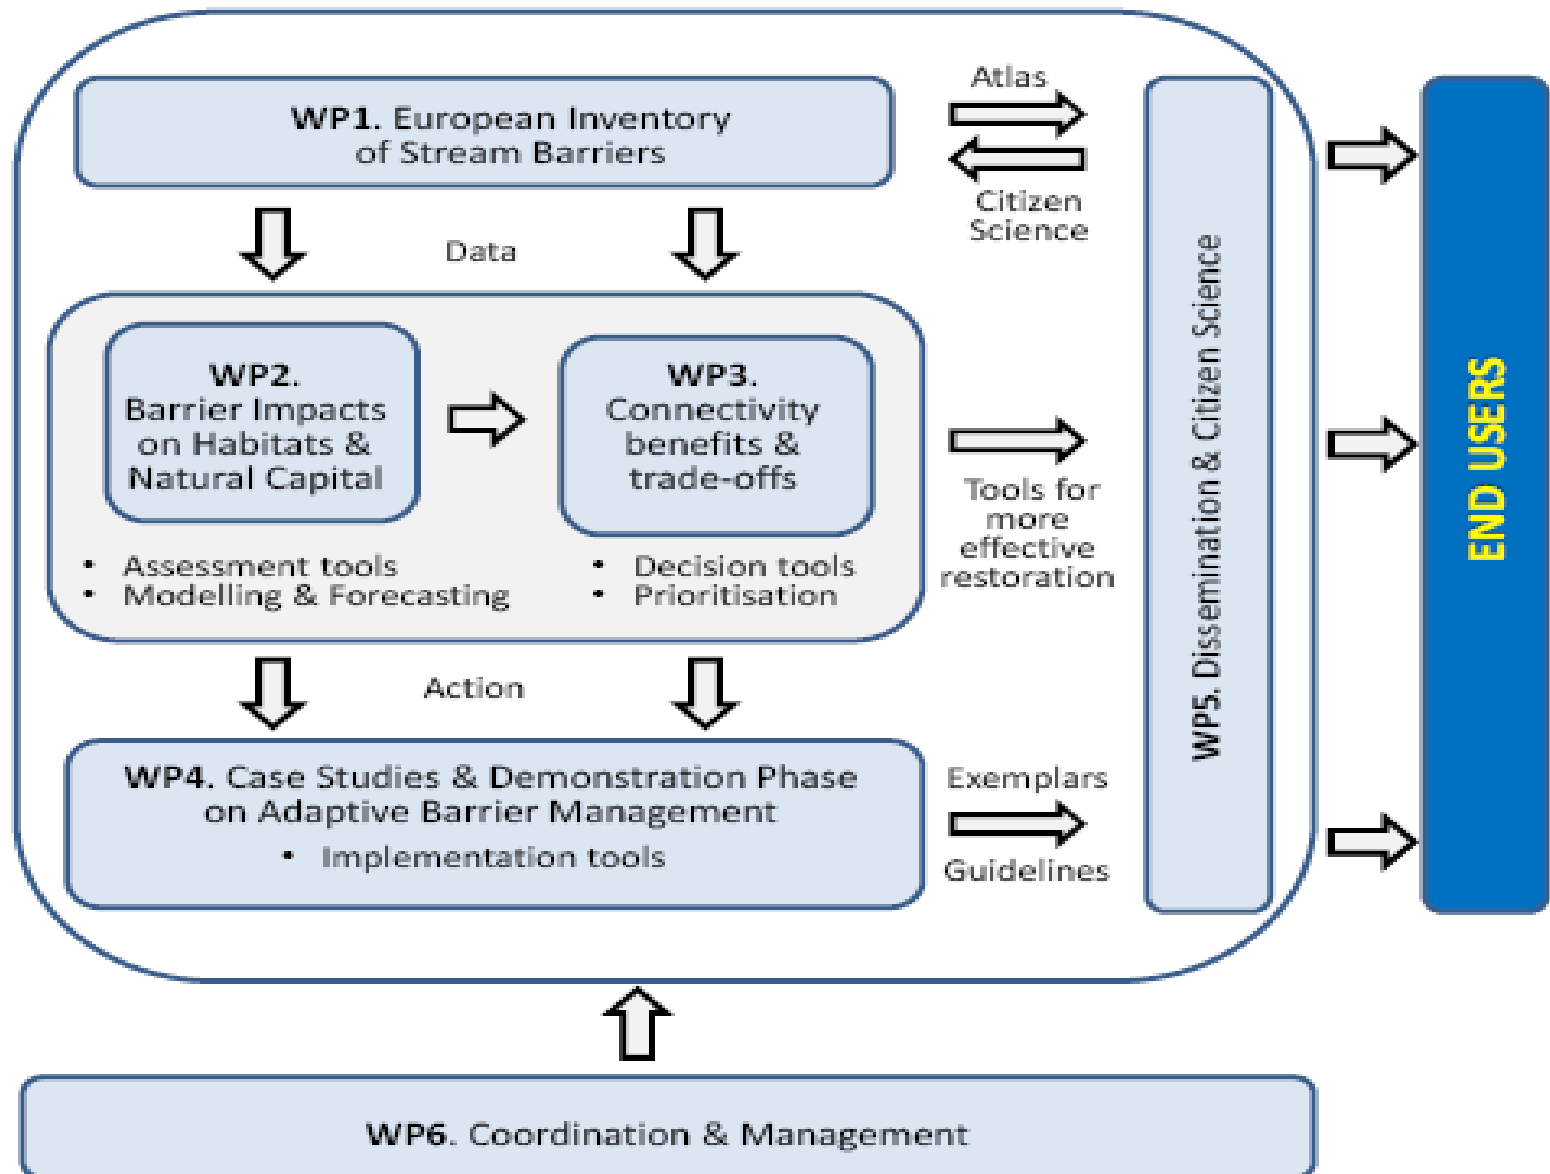 WP1. European Inventory
of Stream Barriers
Atlas
Citizen
Science
Data
WP2.
Barrier Impacts
on Habitats &
Natural Capital
WP3.
Connectivity
benefits &
trade-offs
• Assessment tools
• Modelling & Forecasting
• Decision tools
• Prioritisation
Tools for
more
effective
restoration
Action
WP4. Case Studies & Demonstration Phase
on Adaptive Barrier Management
• Implementation tools
Exemplars
Guidelines
WP5. Dissemination & Citizen Science
END USERS
WP6. Coordination & Management